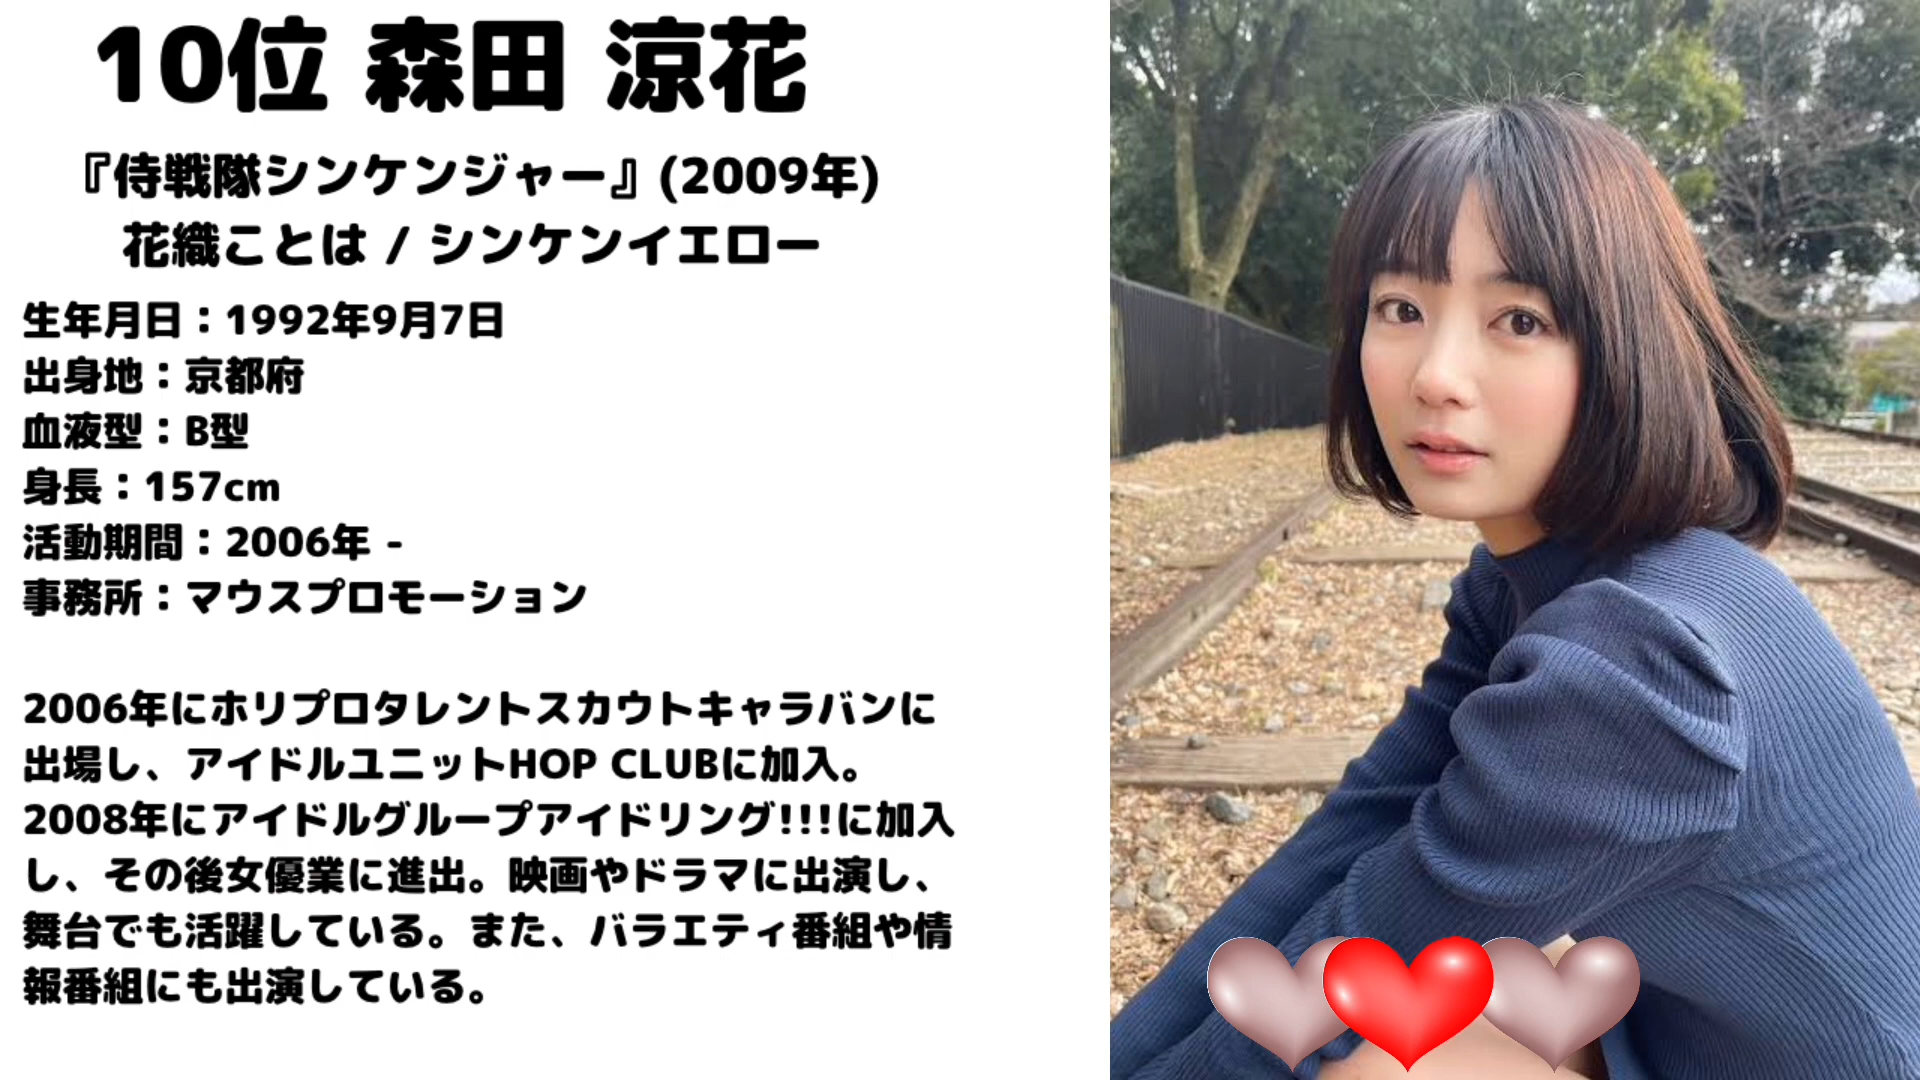 10位 森田 涼花
『侍戦隊シンケンジャー』(2009年)
花織ことは / シンケンイエロー
生年月日：1992年9月7日
出身地：京都府
血液型：B型
身長：157cm
活動期間：2006年 -
事務所：マウスプロモーション
2006年にホリプロタレントスカウトキャラバンに
出場し、アイドルユニットHOP CLUBに加入。
2008年にアイドルグループアイドリング!!!に加入
し、その後女優業に進出。映画やドラマに出演し、
舞台でも活躍している。また、バラエティ番組や情
報番組にも出演している。